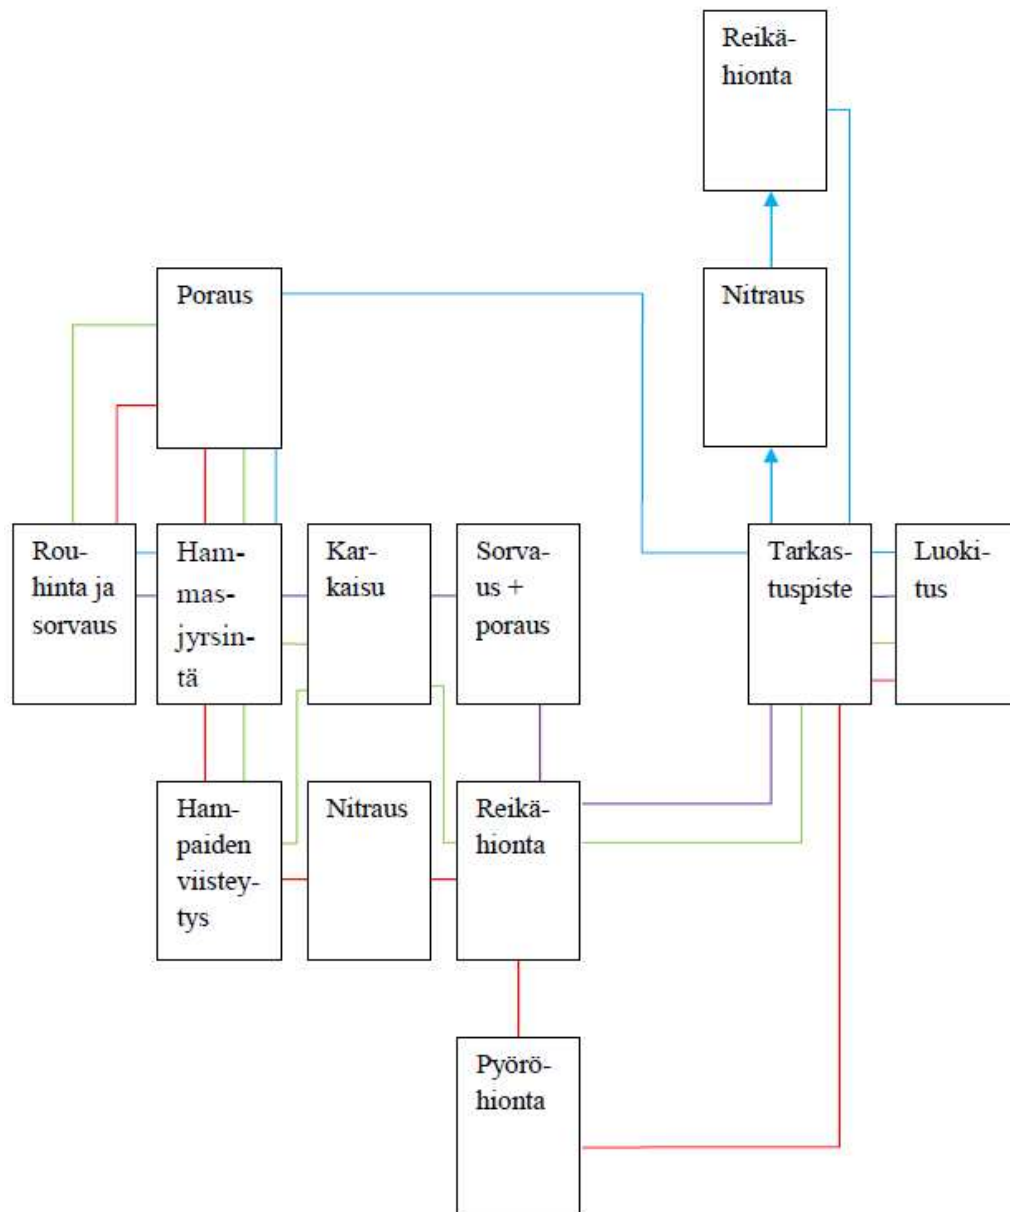 Reikä-
hionta
Poraus
Nitraus
Rou-
hinta ja
sorvaus
Ham-
mas-
jyrsin-
tä
Kar-
kaisu
Sorva-
us +
poraus
Tarkas-
tuspiste
Luoki-
tus
Ham-
paiden
viistey-
tys
Nitraus
Reikä-
hionta
Pyörö-
hionta